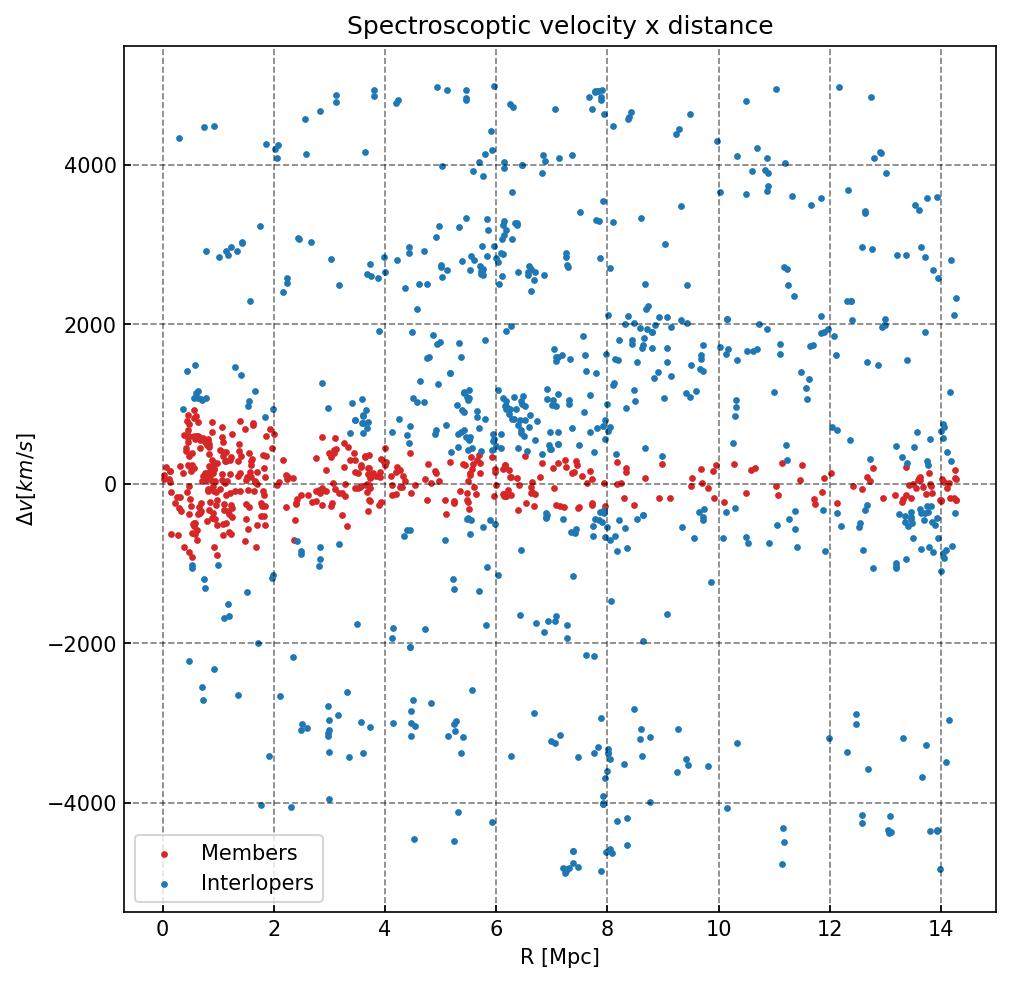 Spectroscoptic velocity x distance
Δv[km/s]
4000
2000
0
−2000
−4000
Members
Interlopers
0 2 4 6 8 10 12 14
R [Mpc]